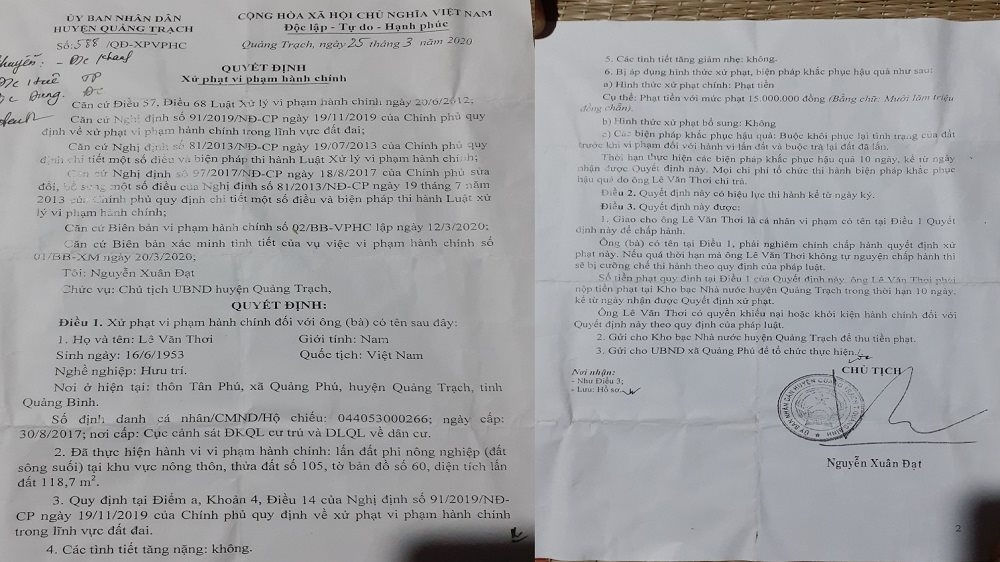 ỦY BAN NHÂN DÂN
HUYỆN QUẢNG TRẠCH
Số: 588 /QĐ-XPVPHC
CỘNG HÒA XÃ HỘI CHỦ NGHĨA VIỆT NAM
Độc lập - Tự do - Hạnh phúc
Quảng Trạch, ngày 25 tháng 3 năm 2020
QUYẾT ĐỊNH
Xử phạt vi phạm hành chính
Căn cứ Điều 57, Điều 68 Luật Xử lý vi phạm hành chính ngày 20/6/2012;
Căn cứ Nghị định số 91/2019/NĐ-CP ngày 19/11/2019 của Chính phủ quy
định về xử phạt vi phạm hành chính trong lĩnh vực đất đai;
Căn cứ Nghị định số 81/2013/NĐ-CP ngày 19/07/2013 của Chính phủ quy
định chi tiết một số điều và biện pháp thi hành Luật Xử lý vi phạm hành chính;
Căn cứ Nghị định số 97/2017/NĐ-CP ngày 18/8/2017 của Chính phủ sửa
đổi, bổ sung một số điều của Nghị định số 81/2013/NĐ-CP ngày 19 tháng 7 năm
2013 của Chính phủ quy định chi tiết một số điều và biện pháp thi hành Luật xử
lý vi phạm hành chính;
Căn cứ Biên bản vi phạm hành chính số 02/BB-VPHC lập ngày 12/3/2020;
Căn cứ Biên bản xác minh tình tiết của vụ việc vi phạm hành chính số
01/BB-XM ngày 20/3/2020;
Tôi: Nguyễn Xuân Đạt
Chức vụ: Chủ tịch UBND huyện Quảng Trạch,
QUYẾT ĐỊNH:
Điều 1. Xử phạt vi phạm hành chính đối với ông (bà) có tên sau đây:
1. Họ và tên: Lê Văn Thơi Giới tính: Nam
Sinh ngày: 16/6/1953 Quốc tịch: Việt Nam
Nghề nghiệp: Hưu trí.
Nơi ở hiện tại: thôn Tân Phú, xã Quảng Phú, huyện Quảng Trạch, tỉnh
Quảng Bình.
Số định danh cá nhân/CMND/Hộ chiếu: 044053000266; ngày cấp:
30/8/2017; nơi cấp: Cục cảnh sát ĐKQL cư trú và DLQL về dân cư.
2. Đã thực hiện hành vi vi phạm hành chính: lấn đất phi nông nghiệp (đất
sông suối) tại khu vực nông thôn, thửa đất số 105, tờ bản đồ số 60, diện tích lấn
đất 118,7 m².
3. Quy định tại Điểm a, Khoản 4, Điều 14 của Nghị định số 91/2019/NĐ-
CP ngày 19/11/2019 của Chính phủ quy định về xử phạt vi phạm hành chính
trong lĩnh vực đất đai.
4. Các tình tiết tăng nặng: không.
5. Các tình tiết tăng giảm nhẹ: không.
6. Bị áp dụng hình thức xử phạt, biện pháp khắc phục hậu quả như sau:
a) Hình thức xử phạt chính: Phạt tiền
Cụ thể: Phạt tiền với mức phạt 15.000.000 đồng (Bằng chữ: Mười lăm triệu
đồng chẵn).
b) Hình thức xử phạt bổ sung: Không
c) Các biện pháp khắc phục hậu quả: Buộc khôi phục lại tình trạng của đất
trước khi vi phạm đối với hành vi lấn đất và buộc trả lại đất đã lấn.
Thời hạn thực hiện các biện pháp khắc phục hậu quả 10 ngày, kể từ ngày
nhận được Quyết định này. Mọi chi phí tổ chức thi hành biện pháp khắc phục
hậu quả do ông Lê Văn Thơi chi trả.
Điều 2. Quyết định này có hiệu lực thi hành kể từ ngày ký.
Điều 3. Quyết định này được:
1. Giao cho ông Lê Văn Thơi là cá nhân vi phạm có tên tại Điều 1 Quyết
định này để chấp hành.
Ông (bà) có tên tại Điều 1, phải nghiêm chỉnh chấp hành quyết định xử
phạt này. Nếu quá thời hạn mà ông Lê Văn Thơi không tự nguyện chấp hành thì
sẽ bị cưỡng chế thi hành theo quy định của pháp luật.
Số tiền phạt quy định tại Điều 1 của Quyết định này, ông Lê Văn Thơi phải
nộp tiền phạt tại Kho bạc Nhà nước huyện Quảng Trạch trong thời hạn 10 ngày,
kể từ ngày nhận được Quyết định xử phạt.
Ông Lê Văn Thơi có quyền khiếu nại hoặc khởi kiện hành chính đối với
Quyết định này theo quy định của pháp luật.
2. Gửi cho Kho bạc Nhà nước huyện Quảng Trạch để thu tiền phạt.
3. Gửi cho UBND xã Quảng Phú để tổ chức thực hiện.
Nơi nhận:
- Như Điều 3;
- Lưu: Hồ sơ.
CHỦ TỊCH
Nguyễn Xuân Đạt
2